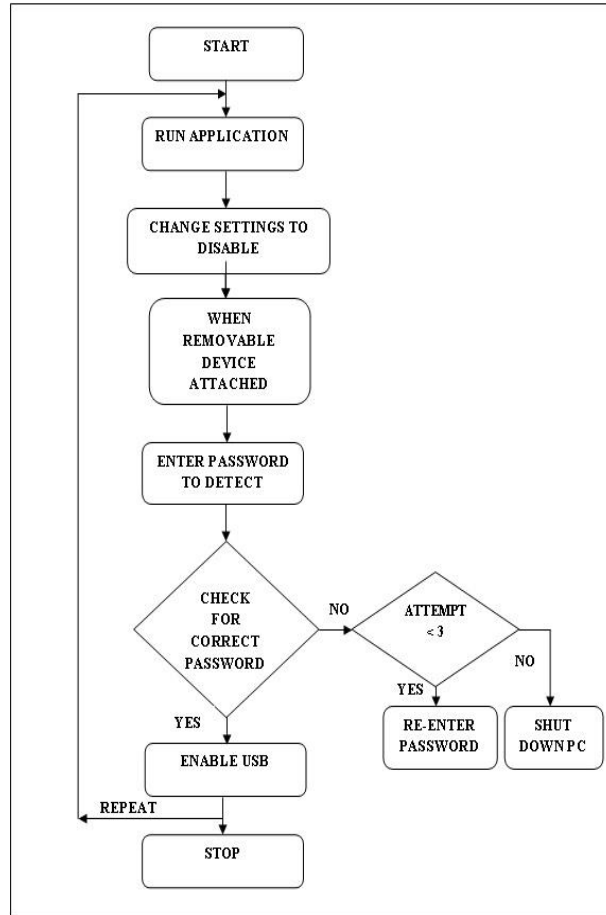 START
RUN APPLICATION
CHANGE SETTINGS TO
DISABLE
WHEN
REMOVABLE
DEVICE
ATTACHED
ENTER PASSWORD
TO DETECT
CHECK
FOR
CORRECT
PASSWORD
NO
ATTEMPT
< 3
NO
YES
RE-ENTER
PASSWORD
SHUT
DOWN PC
YES
ENABLE USB
REPEAT
STOP